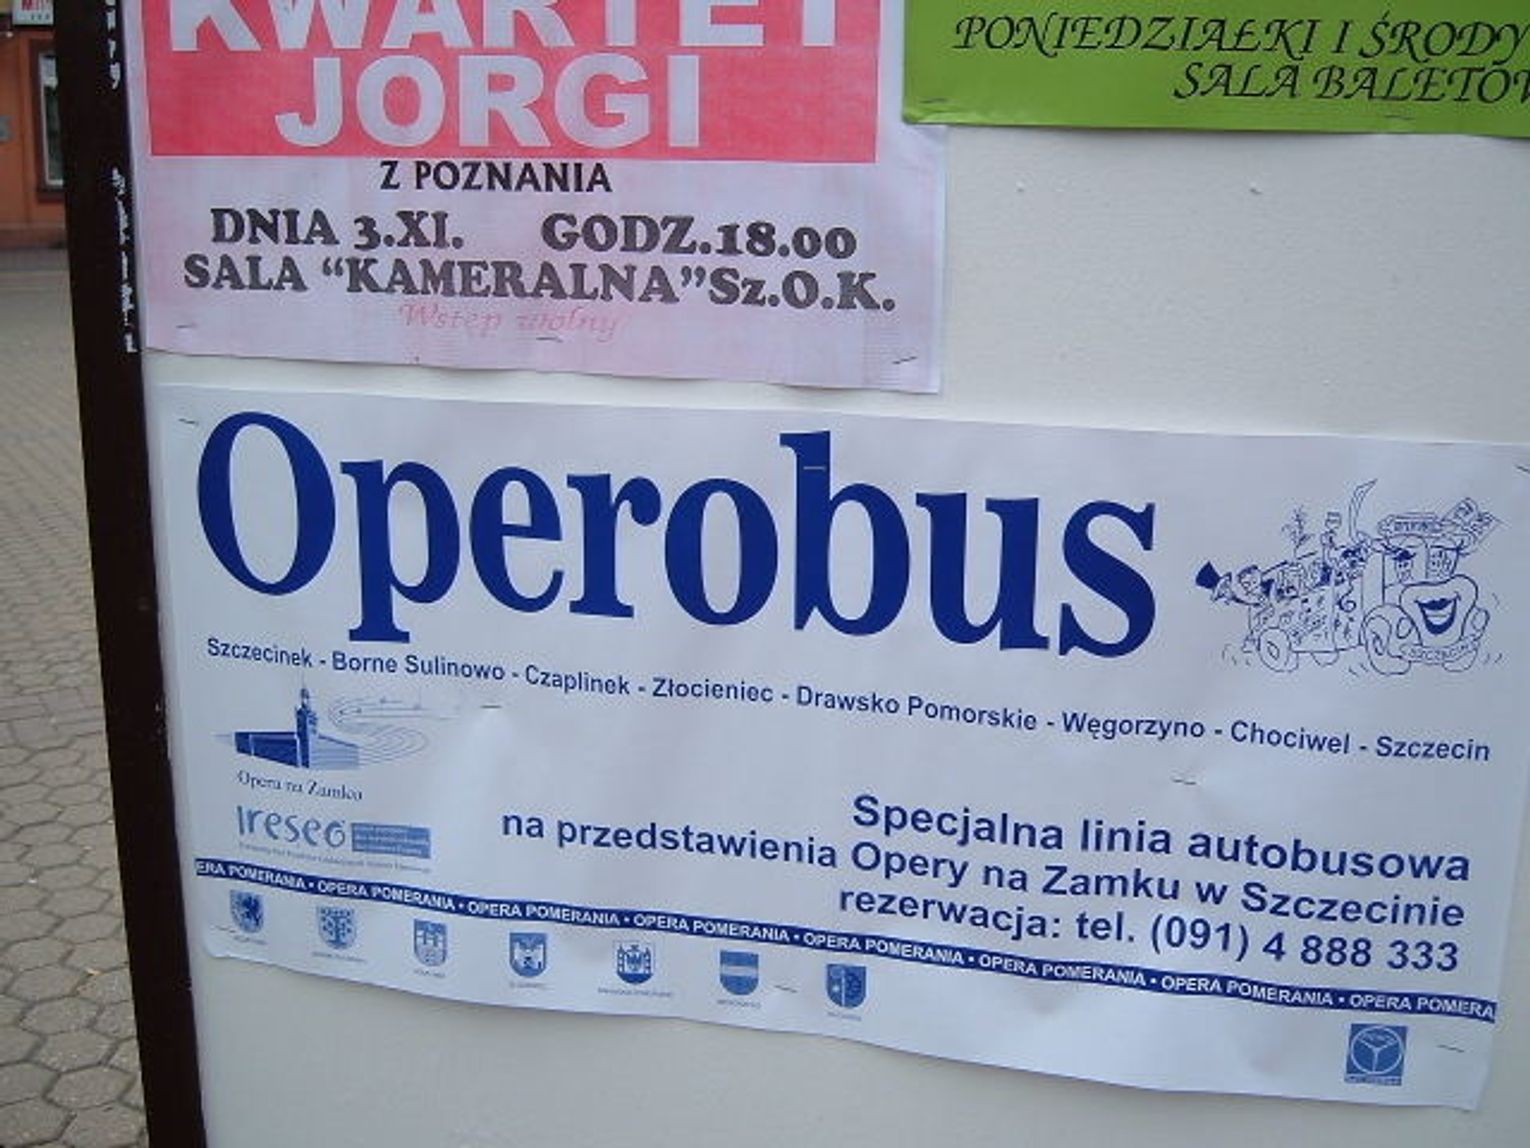 KWARTET
JORGI
Z POZNANIA
DNIA 3.XI. GODZ.18.00
SALA “KAMERALNA”Sz.O.K.
Wstęp wolny
PONIEDZIAŁKI I ŚRODY
SALA BALETOW
Operobus
Szczecinek - Borne Sulinowo - Czaplinek - Złocieniec - Drawsko Pomorskie - Węgorzyno - Chociwel - Szczecin
Opera na Zamku
Ireseo
Specjalna linia autobusowa
na przedstawienia Opery na Zamku w Szczecinie
rezerwacja: tel. (091) 4 888 333
ERA POMERANIA • OPERA POMERANIA • OPERA POMERANIA • OPERA POMERANIA • OPERA POMERANIA • OPERA POMERANIA • OPERA POMERANIA • OPERA POMERA